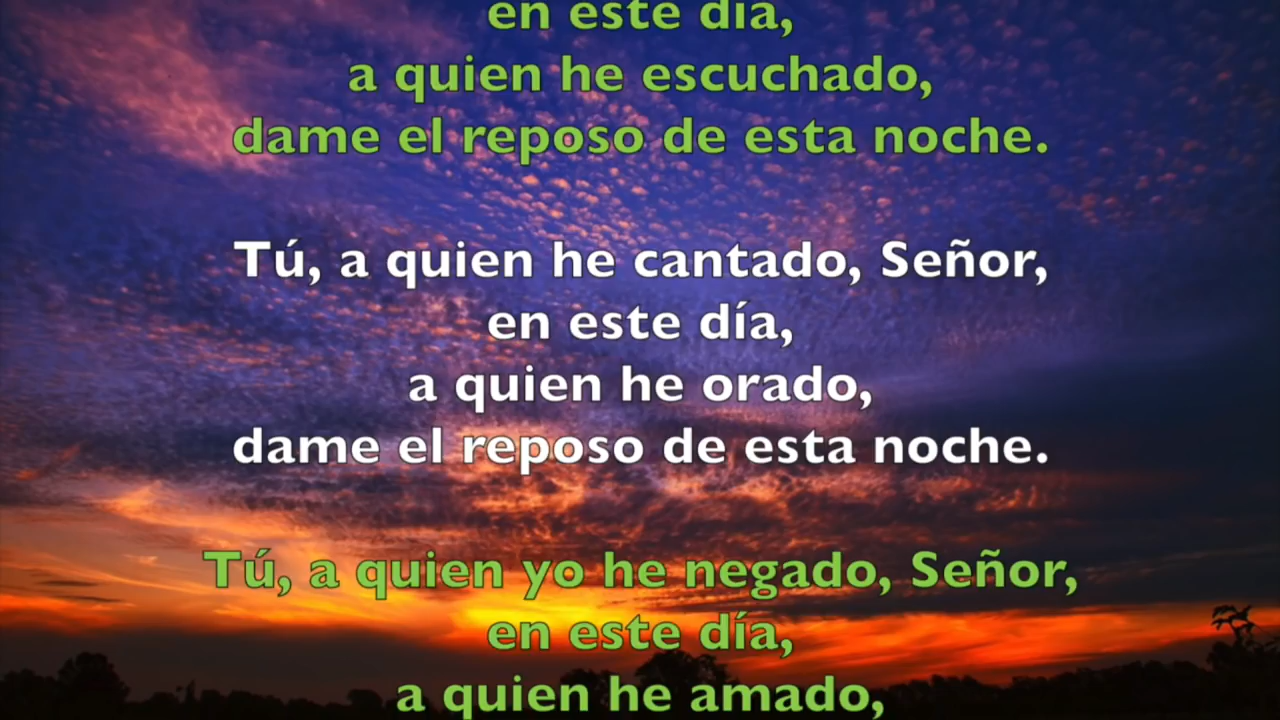 en este día,
a quien he escuchado,
dame el reposo de esta noche.
Tú, a quien he cantado, Señor,
en este día,
a quien he orado,
dame el reposo de esta noche.
Tú, a quien yo he negado, Señor,
en este día,
a quien he amado,